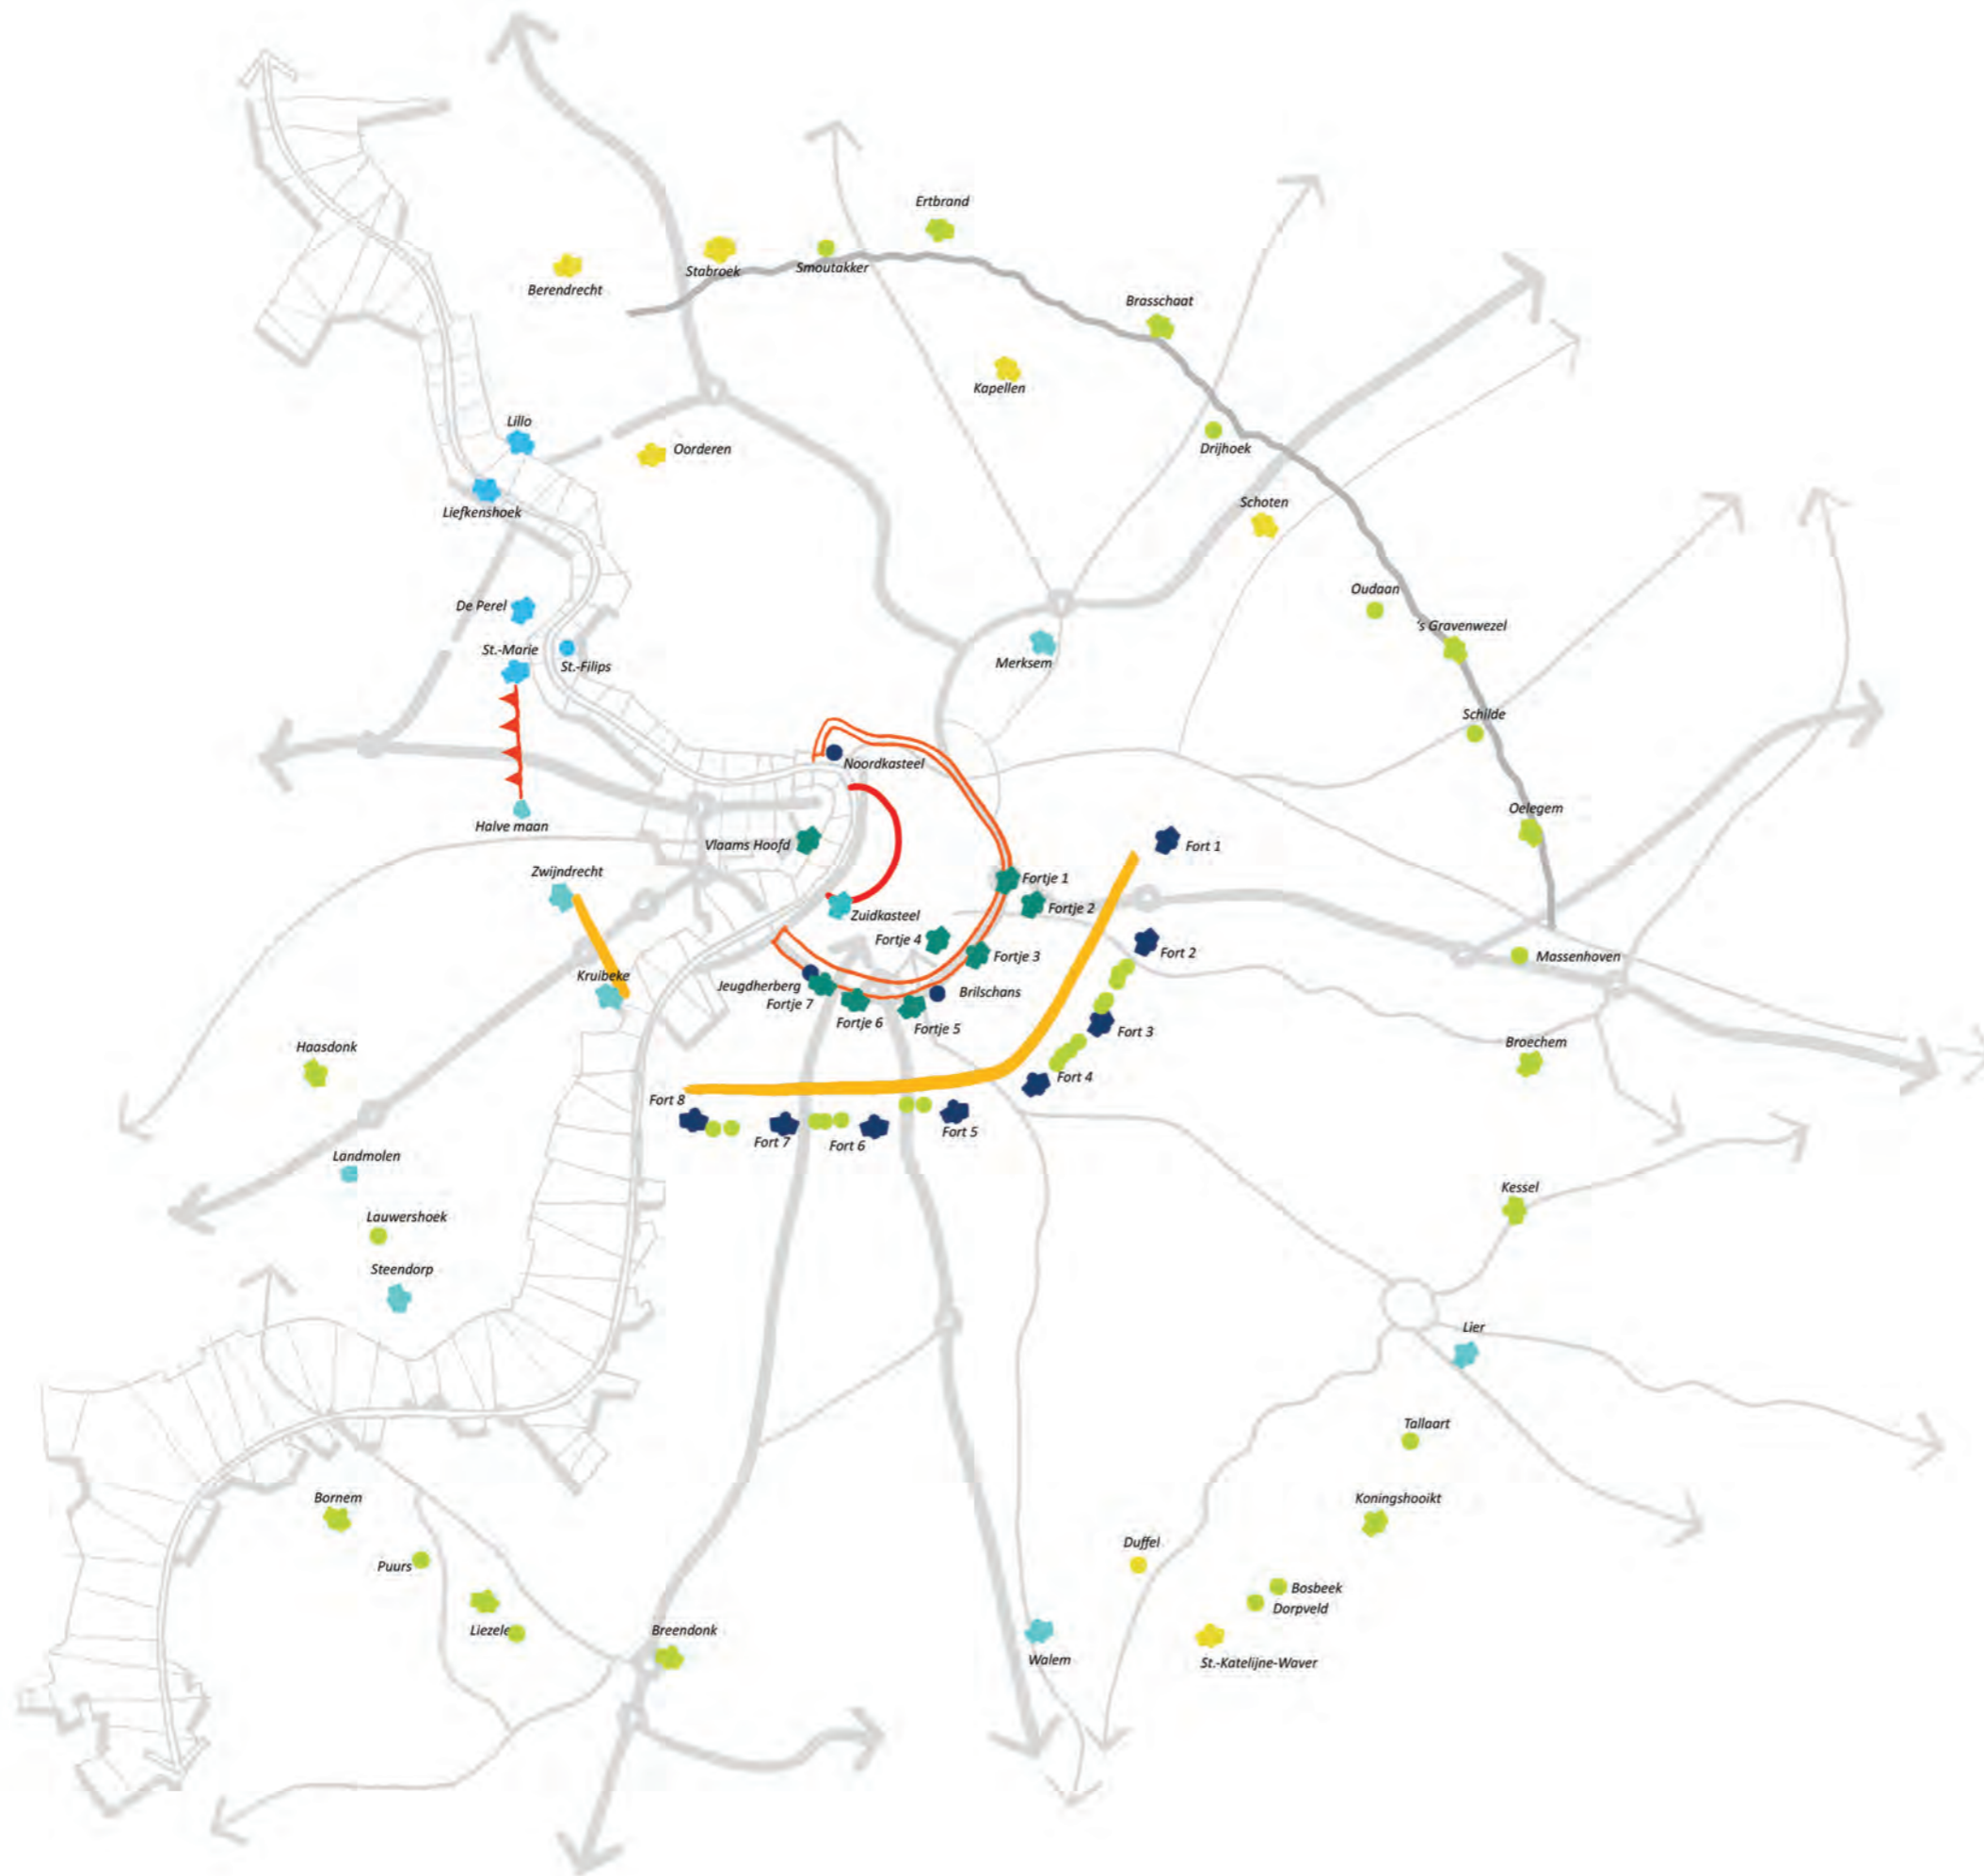 Ertbrand
Stabroek
Smoutakker
Berendrecht
Brasschaat
Kapellen
Lillo
Oorderen
Drijhoek
Schoten
Liefkenshoek
Oudaan
De Perel
's Gravenwezel
St.-Marie
St.-Filips
Merksem
Schilde
Noordkasteel
Oelegem
Halve maan
Vlaams Hoofd
Fort 1
Zwijndrecht
Fortje 1
Fortje 2
Zuidkasteel
Fortje 4
Fort 2
Fortje 3
Massenhoven
Kruibeke
Jeugdherberg
Brilschans
Fortje 7
Fortje 6
Fortje 5
Fort 3
Haasdonk
Broechem
Fort 4
Fort 8
Fort 7
Fort 6
Fort 5
Landmolen
Kessel
Lauwershoek
Steendorp
Lier
Tallaart
Bornem
Koningshooikt
Duffel
Puurs
Bosbeek
Dorpveld
Liezele
Breendonk
Walem
St.-Katelijne-Waver